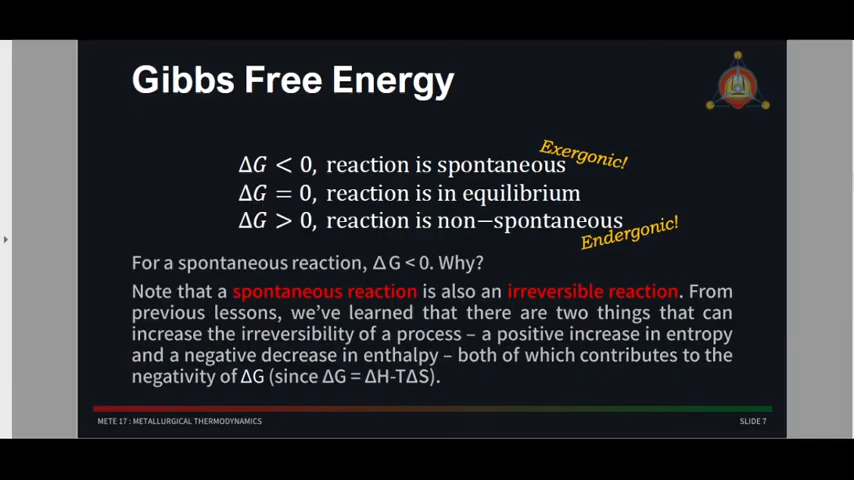 Gibbs Free Energy
Exergonic!
ΔG < 0, reaction is spontaneous
ΔG = 0, reaction is in equilibrium
ΔG > 0, reaction is non−spontaneous
Endergonic!
For a spontaneous reaction, ΔG < 0. Why?
Note that a spontaneous reaction is also an irreversible reaction. From
previous lessons, we’ve learned that there are two things that can
increase the irreversibility of a process – a positive increase in entropy
and a negative decrease in enthalpy – both of which contributes to the
negativity of ΔG (since ΔG = ΔH-TΔS).
METE 17 : METALLURGICAL THERMODYNAMICS
SLIDE 7